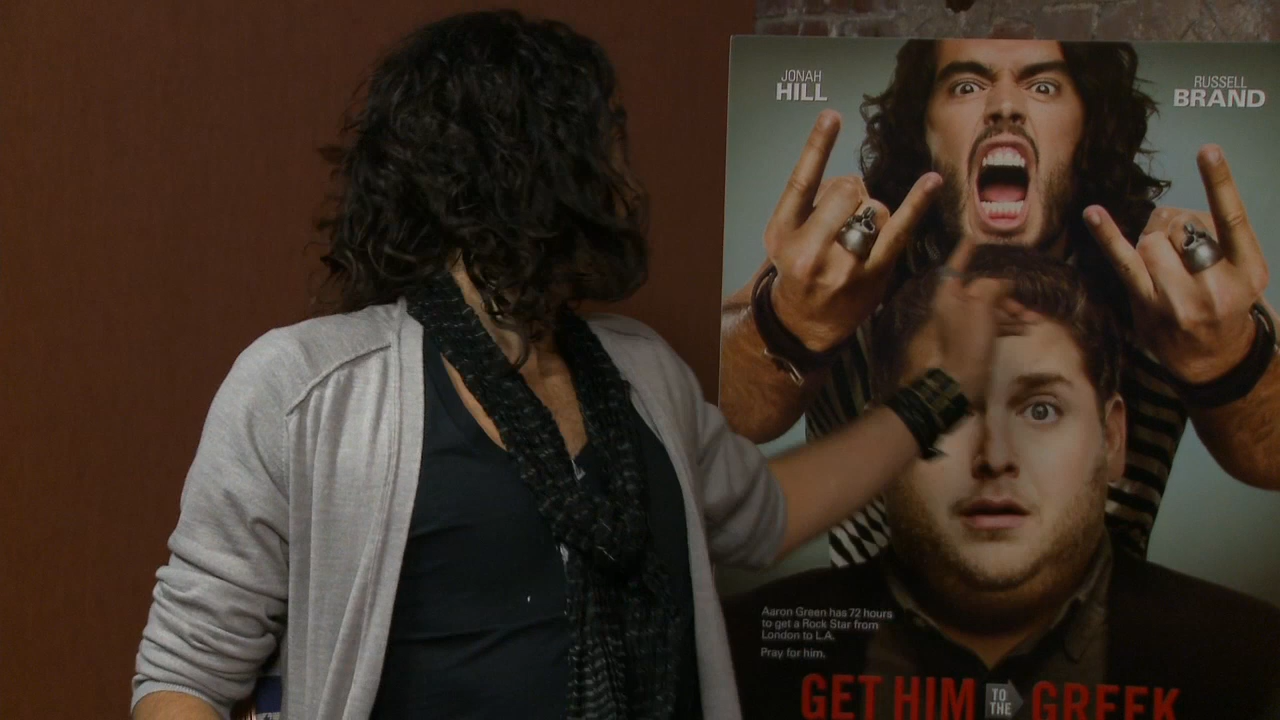 JONAH
HILL
RUSSELL
BRAND
Aaron Green has 72 hours
to get a Rock Star from
London to L.A.
Pray for him.
GET HIM TO THE GREEK